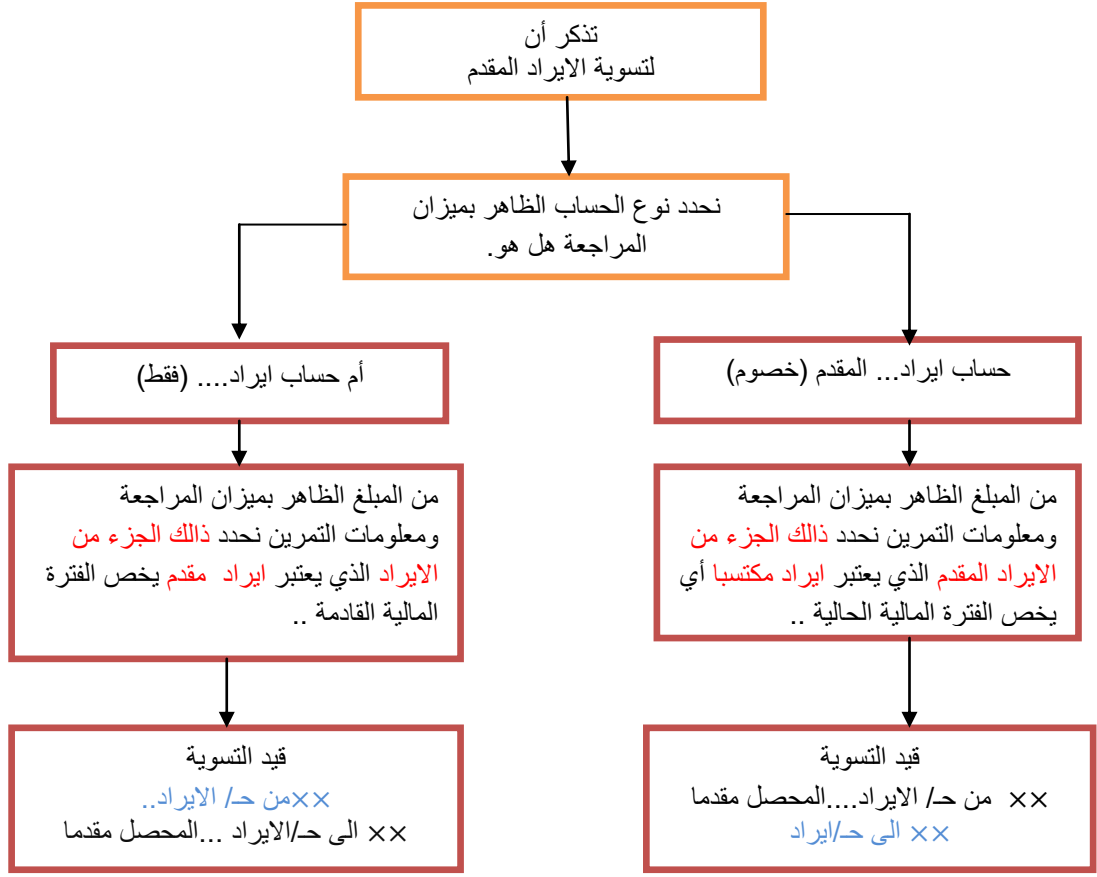 تذكر أن
لتسوية الايراد المقدم
نحدد نوع الحساب الظاهر بميزان
المراجعة هل هو.
حساب ايراد... المقدم (خصوم)
أم حساب ايراد.... (فقط)
من المبلغ الظاهر بميزان المراجعة
ومعلومات التمرين نحدد ذالك الجزء من
الايراد المقدم الذي يعتبر ايراد مكتسبا أي
يخص الفترة المالية الحالية ..
من المبلغ الظاهر بميزان المراجعة
ومعلومات التمرين نحدد ذالك الجزء من
الايراد الذي يعتبر ايراد مقدم يخص الفترة
المالية القادمة ..
قيد التسوية
×× من حـ/ الايراد....المحصل مقدما
×× الى حـ/ايراد
قيد التسوية
××من حـ/ الايراد..
×× الى حـ/الايراد ...المحصل مقدما